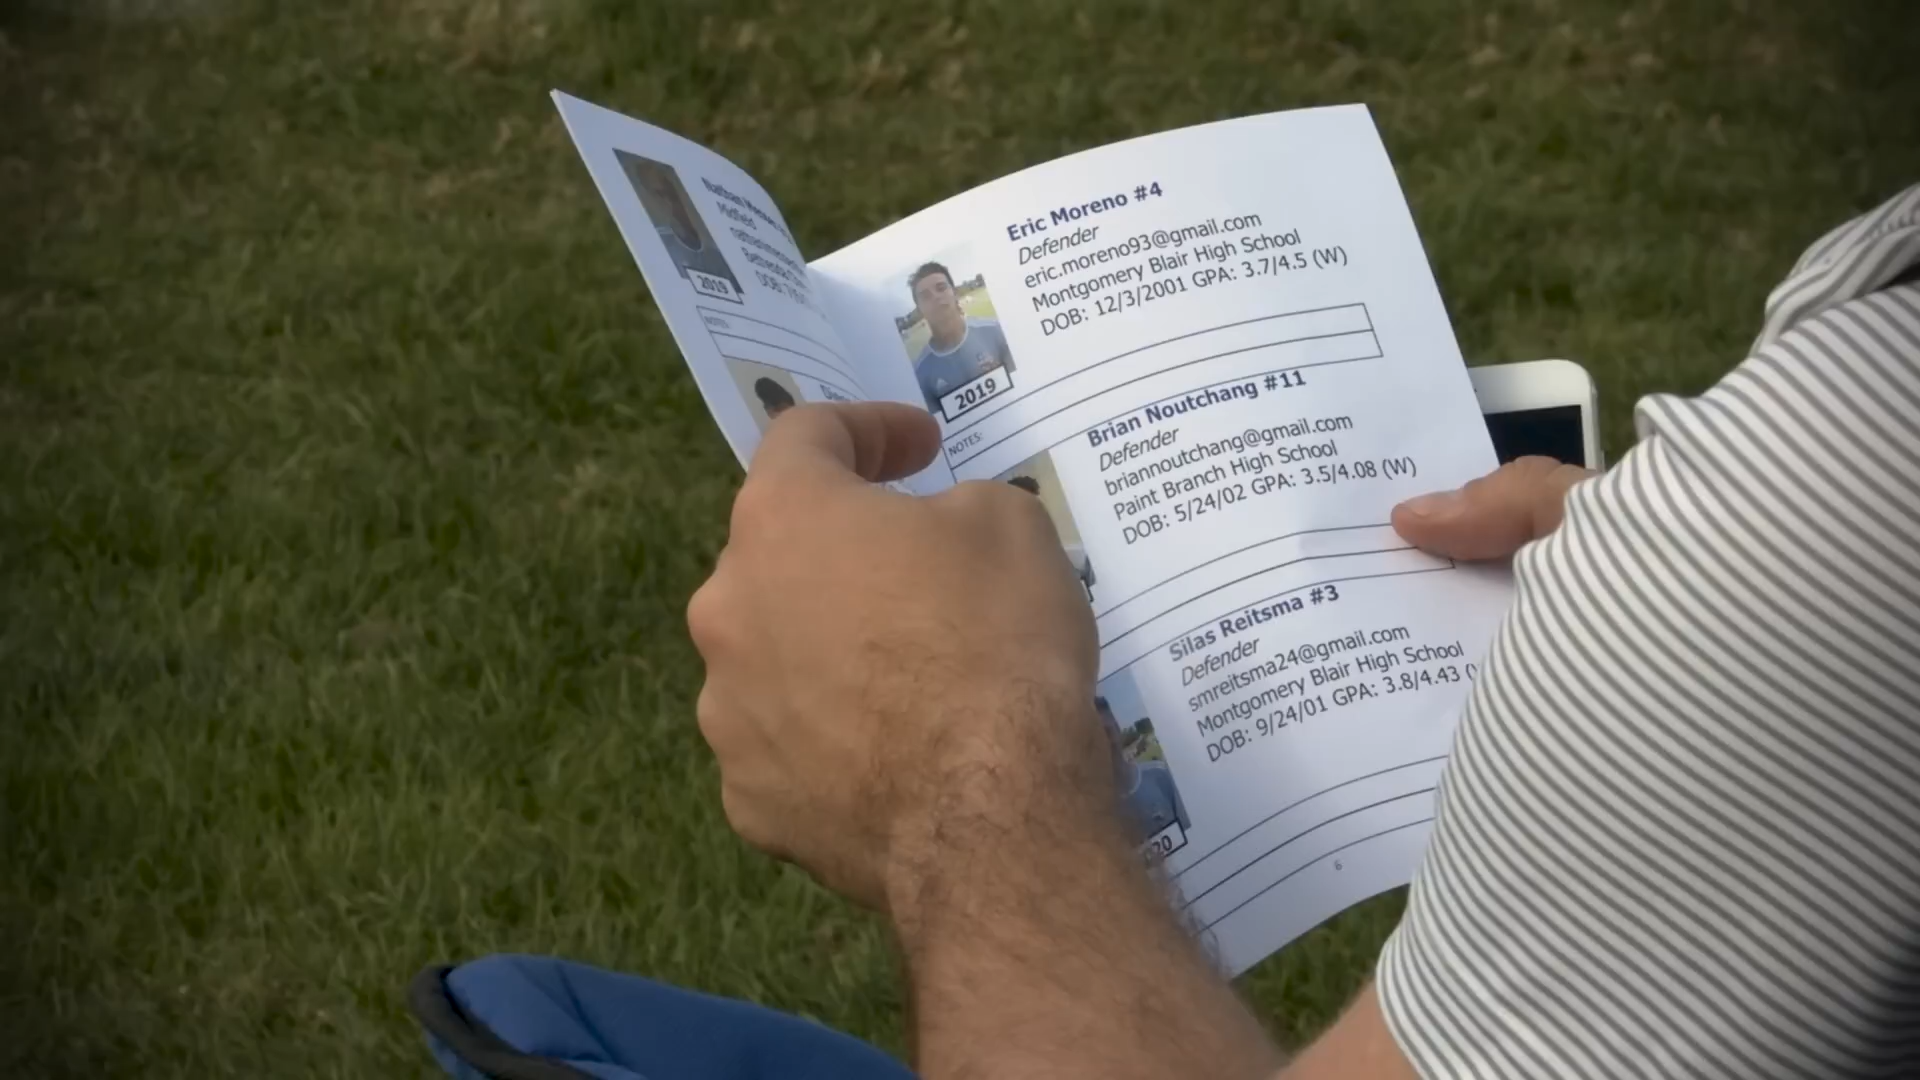 Nathan
Midfield
2019
NOTES:
Eric Moreno #4
Defender
eric.moreno93@gmail.com
Montgomery Blair High School
DOB: 12/3/2001 GPA: 3.7/4.5 (W)
2019
NOTES:
Brian Noutchang #11
Defender
briannoutchang@gmail.com
Paint Branch High School
DOB: 5/24/02 GPA: 3.5/4.08 (W)
Silas Reitsma #3
Defender
smreitsma24@gmail.com
Montgomery Blair High School
DOB: 9/24/01 GPA: 3.8/4.43
20
6